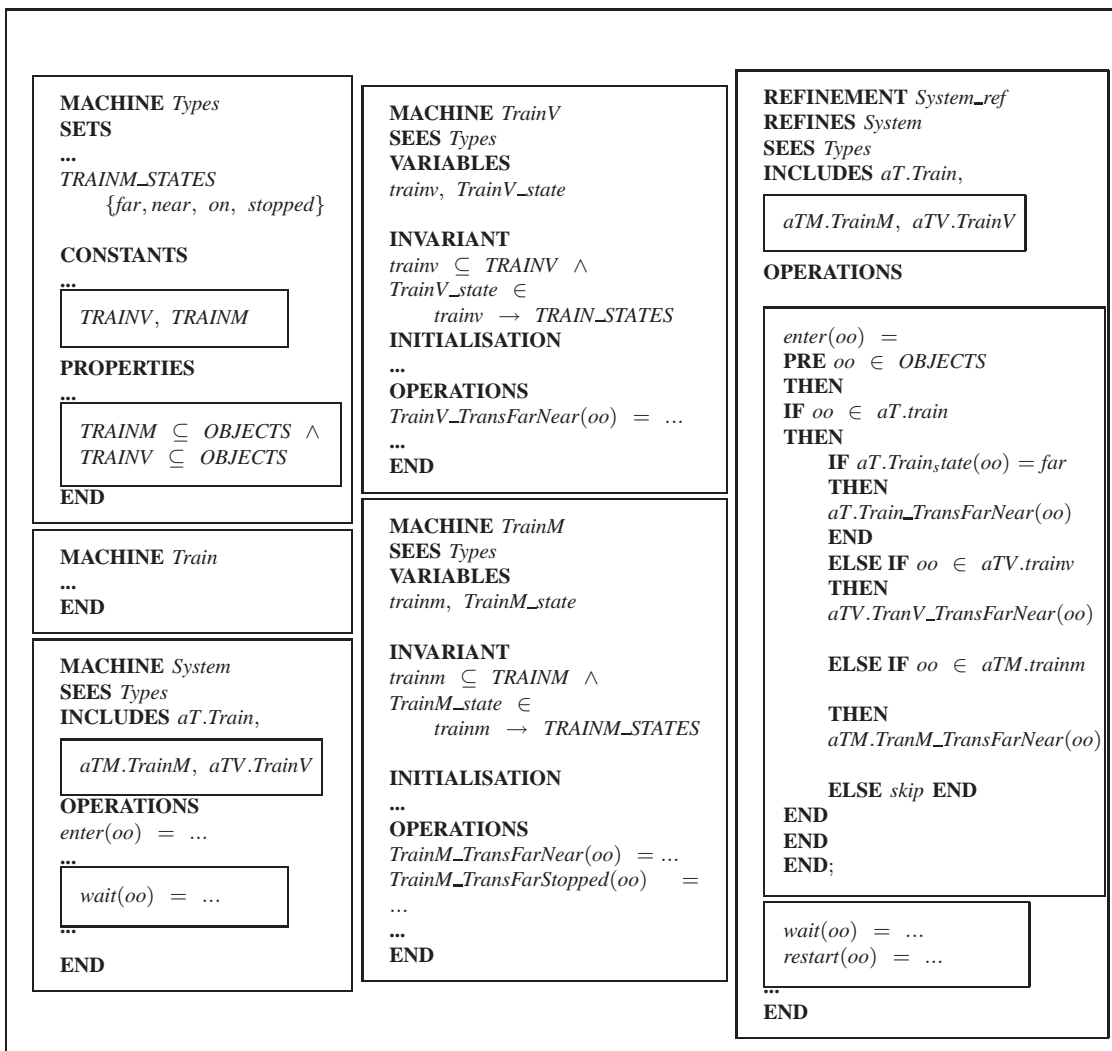 MACHINE Types
SETS
...
TRAINM_STATES
{far, near, on, stopped}
CONSTANTS
...
TRAINV, TRAINM
PROPERTIES
...
TRAINM ⊆ OBJECTS ∧
TRAINV ⊆ OBJECTS
END
MACHINE Train
...
END
MACHINE System
SEES Types
INCLUDES aT.Train,
aTM.TrainM, aTV.TrainV
OPERATIONS
enter(oo) = ...
...
wait(oo) = ...
...
END
MACHINE TrainV
SEES Types
VARIABLES
trainv, TrainV_state
INVARIANT
trainv ⊆ TRAINV ∧
TrainV_state ∈
trainv → TRAIN_STATES
INITIALISATION
...
OPERATIONS
TrainV_TransFarNear(oo) = ...
...
END
MACHINE TrainM
SEES Types
VARIABLES
trainm, TrainM_state
INVARIANT
trainm ⊆ TRAINM ∧
TrainM_state ∈
trainm → TRAINM_STATES
INITIALISATION
...
OPERATIONS
TrainM_TransFarNear(oo) = ...
TrainM_TransFarStopped(oo) =
...
...
END
REFINEMENT System_ref
REFINES System
SEES Types
INCLUDES aT.Train,
aTM.TrainM, aTV.TrainV
OPERATIONS
enter(oo) =
PRE oo ∈ OBJECTS
THEN
IF oo ∈ aT.train
THEN
IF aT.Trainₛtate(oo) = far
THEN
aT.Train_TransFarNear(oo)
END
ELSE IF oo ∈ aTV.trainv
THEN
aTV.TranV_TransFarNear(oo)
ELSE IF oo ∈ aTM.trainm
THEN
aTM.TranM_TransFarNear(oo)
ELSE skip END
END
END
END;
wait(oo) = ...
restart(oo) = ...
...
END